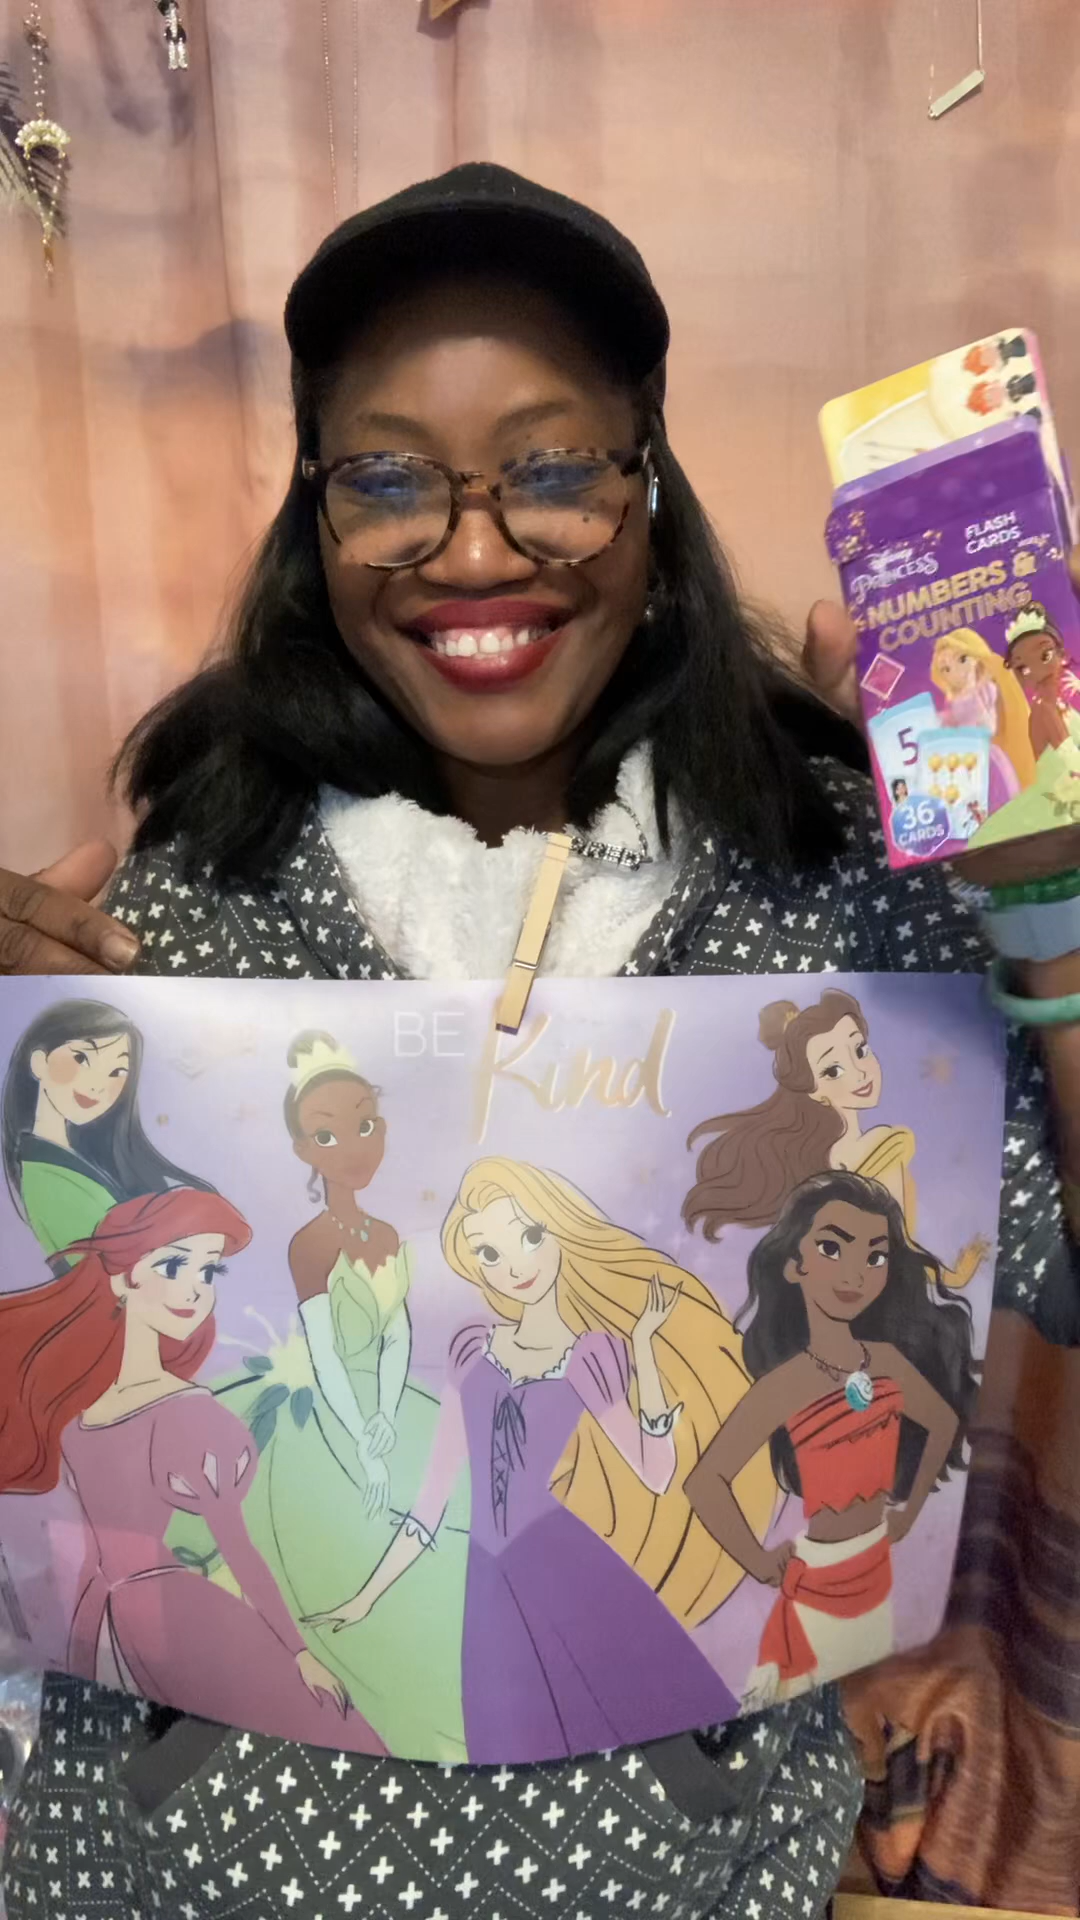 FLASH
CARDS
Disney
PRINCESS
NUMBERS &
COUNTING
5
36
CARDS
BE Kind